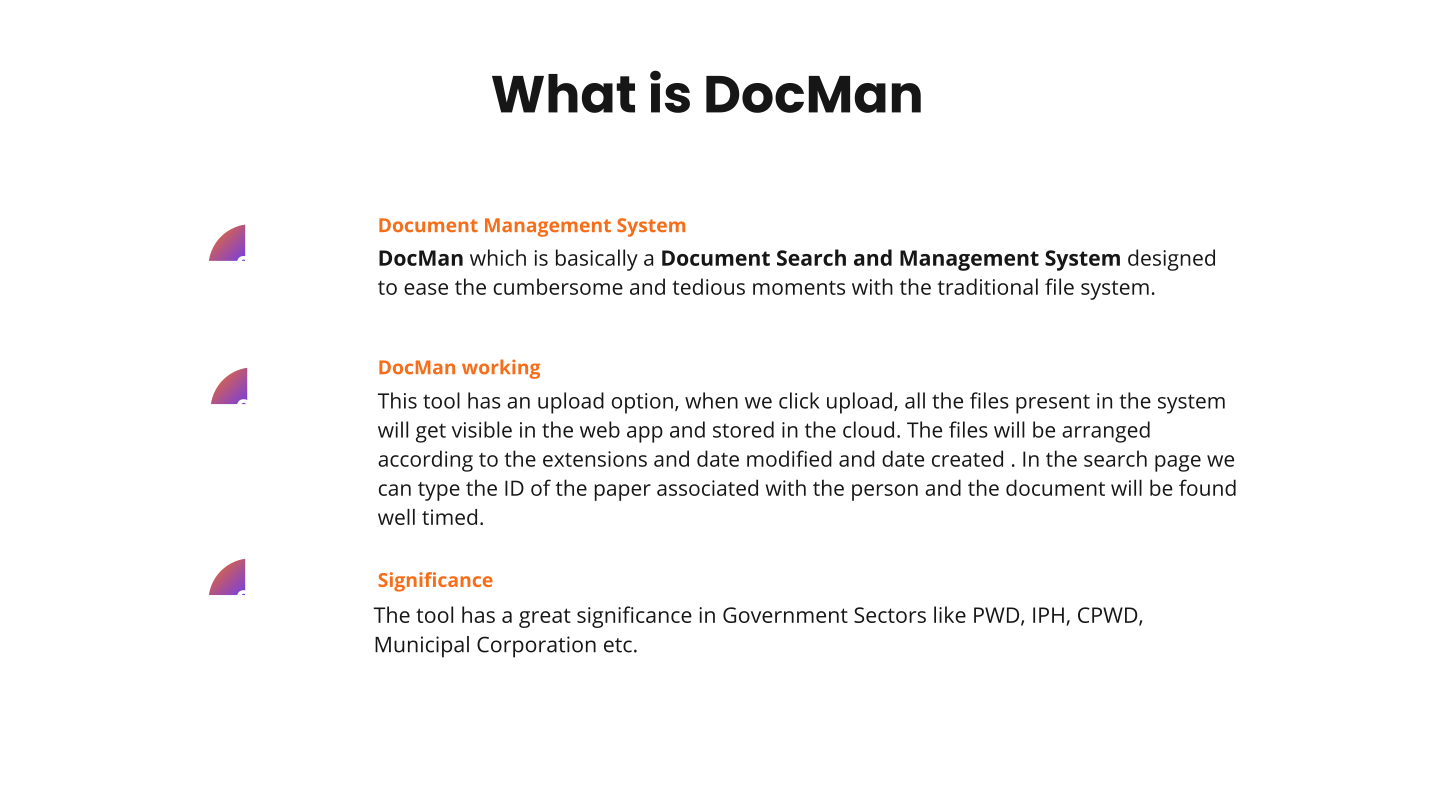 What is DocMan
Document Management System
DocMan which is basically a Document Search and Management System designed
to ease the cumbersome and tedious moments with the traditional file system.
DocMan working
This tool has an upload option, when we click upload, all the files present in the system
will get visible in the web app and stored in the cloud. The files will be arranged
according to the extensions and date modified and date created . In the search page we
can type the ID of the paper associated with the person and the document will be found
well timed.
Significance
The tool has a great significance in Government Sectors like PWD, IPH, CPWD,
Municipal Corporation etc.